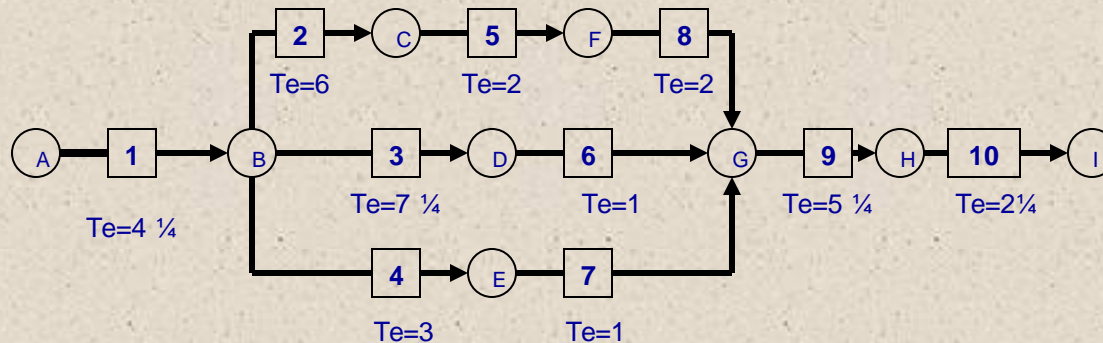 2 C 5 F 8
Te=6 Te=2 Te=2
A 1 B 3 D 6 G 9 H 10 I
Te=4 ¼ Te=7 ¼ Te=1 Te=5 ¼ Te=2¼
4 E 7
Te=3 Te=1